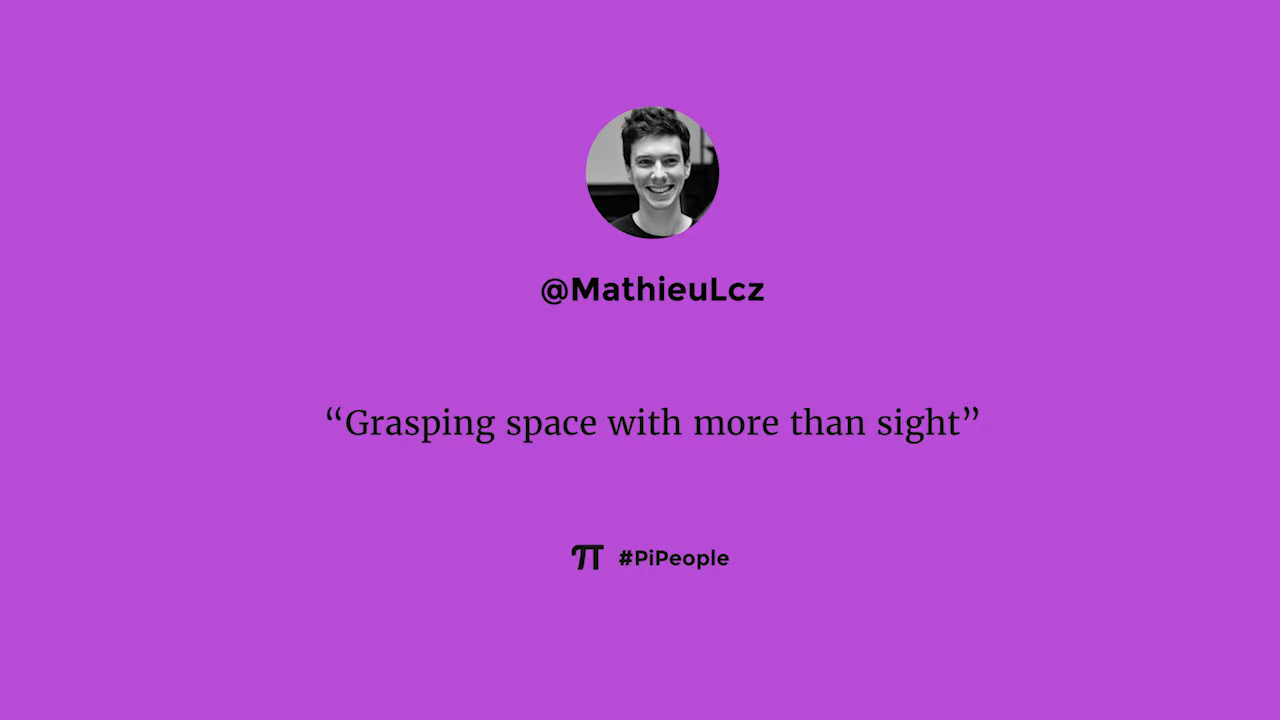 @MathieuLcz
“Grasping space with more than sight”
π #PiPeople